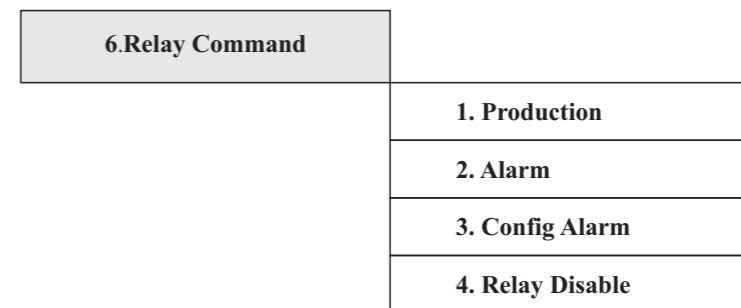 6.Relay Command
1. Production
2. Alarm
3. Config Alarm
4. Relay Disable